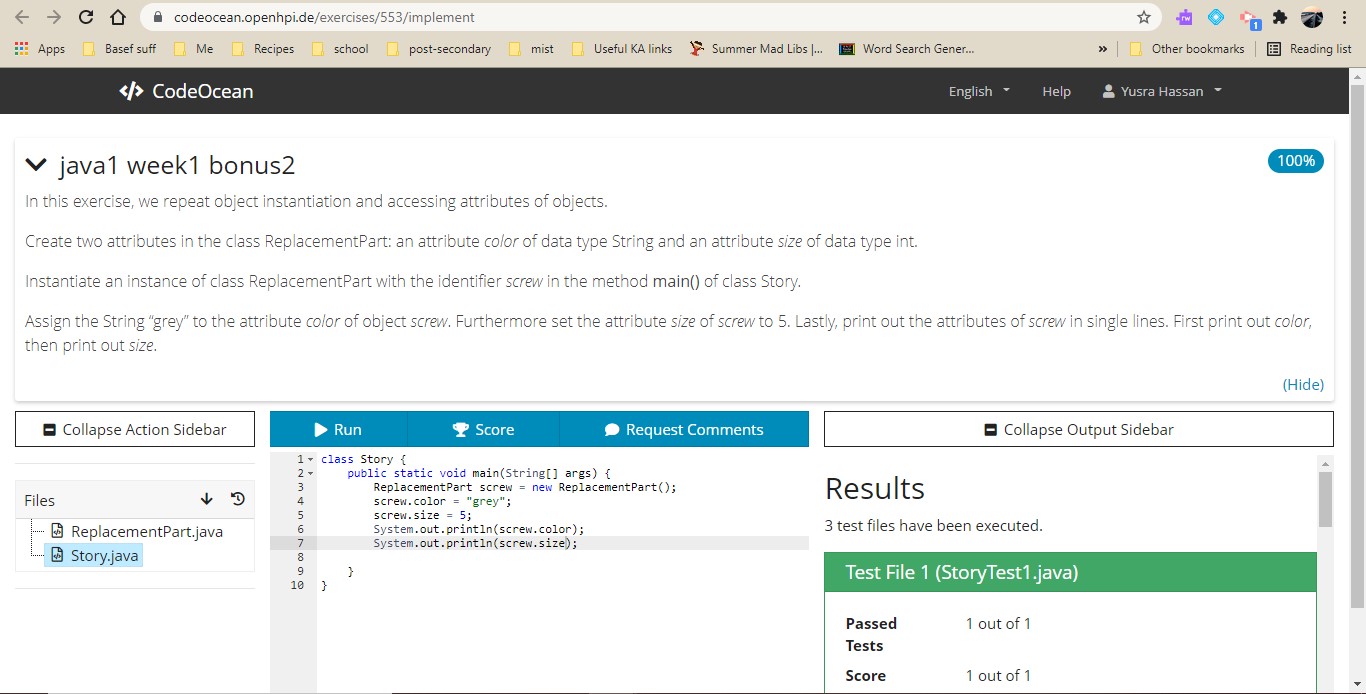 codeocean.openhpi.de/exercises/553/implement
rw
1
Apps Basef suff Me Recipes school post-secondary mist Useful KA links Summer Mad Libs |... Word Search Gener... » Other bookmarks Reading list
</> CodeOcean English Help Yusra Hassan
java1 week1 bonus2 100%
In this exercise, we repeat object instantiation and accessing attributes of objects.
Create two attributes in the class ReplacementPart: an attribute color of data type String and an attribute size of data type int.
Instantiate an instance of class ReplacementPart with the identifier screw in the method main() of class Story.
Assign the String “grey” to the attribute color of object screw. Furthermore set the attribute size of screw to 5. Lastly, print out the attributes of screw in single lines. First print out color,
then print out size.
(Hide)
Collapse Action Sidebar Run Score Request Comments Collapse Output Sidebar
Files
ReplacementPart.java
Story.java
1 class Story {
2 public static void main(String[] args) {
3 ReplacementPart screw = new ReplacementPart();
4 screw.color = "grey";
5 screw.size = 5;
6 System.out.println(screw.color);
7 System.out.println(screw.size);
8
9 }
10 }
Results
3 test files have been executed.
Test File 1 (StoryTest1.java)
Passed 1 out of 1
Tests
Score 1 out of 1